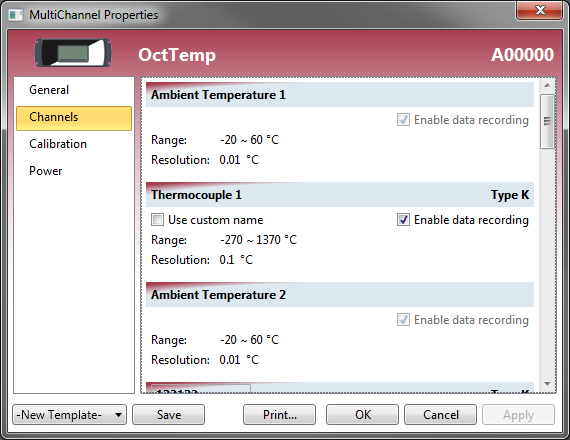 MultiChannel Properties
OctTemp A00000
General
Channels
Calibration
Power
Ambient Temperature 1
Enable data recording
Range: -20 ~ 60 °C
Resolution: 0.01 °C
Thermocouple 1 Type K
Use custom name Enable data recording
Range: -270 ~ 1370 °C
Resolution: 0.1 °C
Ambient Temperature 2
Enable data recording
Range: -20 ~ 60 °C
Resolution: 0.01 °C
-New Template- Save Print... OK Cancel Apply